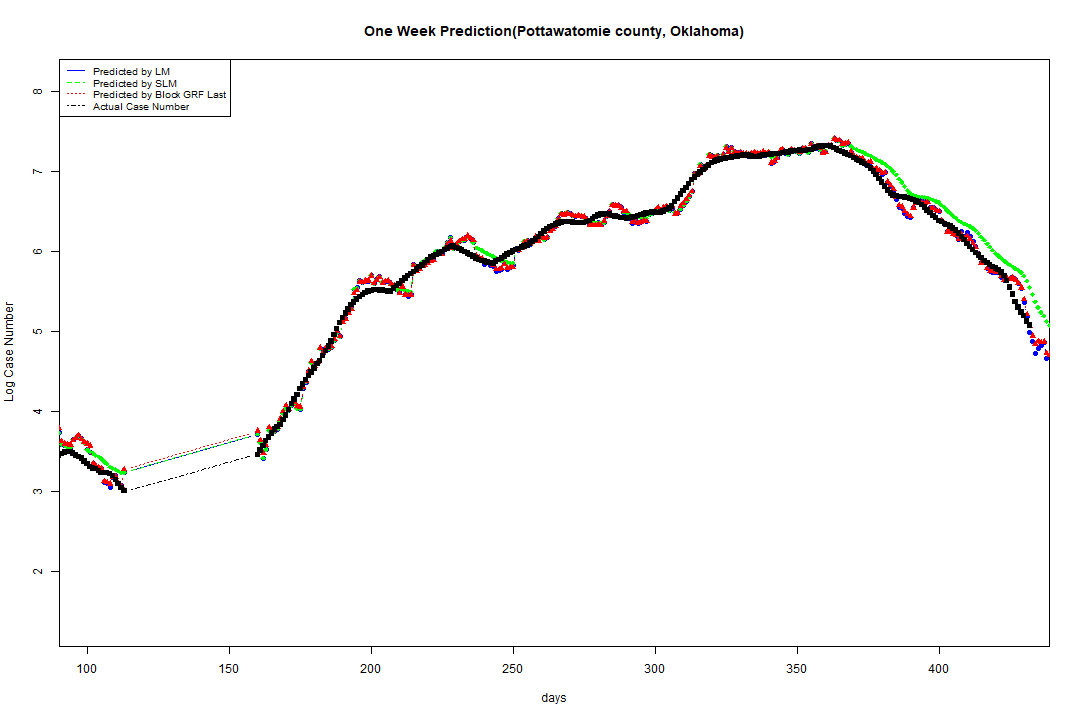 One Week Prediction(Pottawatomie county, Oklahoma)
Predicted by LM
Predicted by SLM
Predicted by Block GRF Last
Actual Case Number
8
7
6
5
4
3
2
Log Case Number
100 150 200 250 300 350 400
days